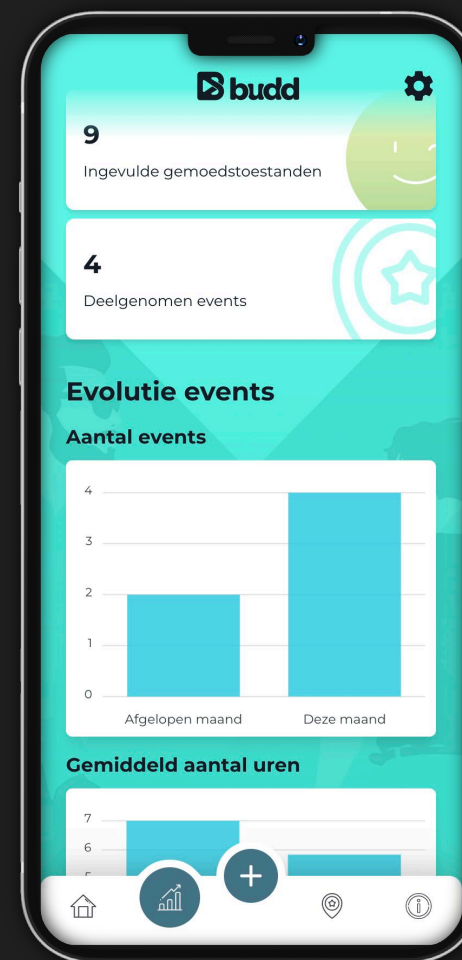 budd
9
Ingevulde gemoedstoestanden
4
Deelgenomen events
Evolutie events
Aantal events
4
3
2
1
0
Afgelopen maand Deze maand
Gemiddeld aantal uren
7
6